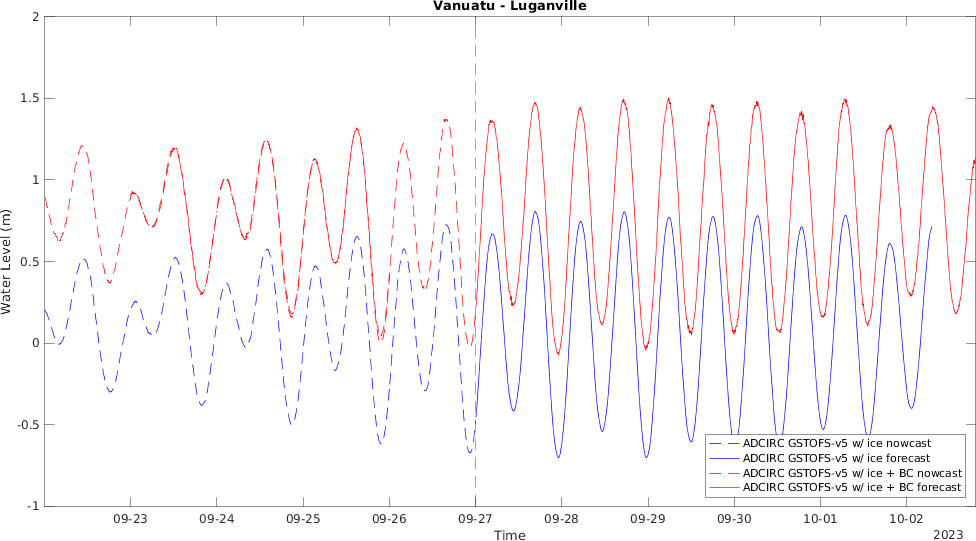 Vanuatu - Luganville
2
1.5
1
0.5
0
-0.5
-1
Water Level (m)
ADCIRC GSTOFS-v5 w/ ice nowcast
ADCIRC GSTOFS-v5 w/ ice forecast
ADCIRC GSTOFS-v5 w/ ice + BC nowcast
ADCIRC GSTOFS-v5 w/ ice + BC forecast
09-23 09-24 09-25 09-26 09-27 09-28 09-29 09-30 10-01 10-02
Time
2023